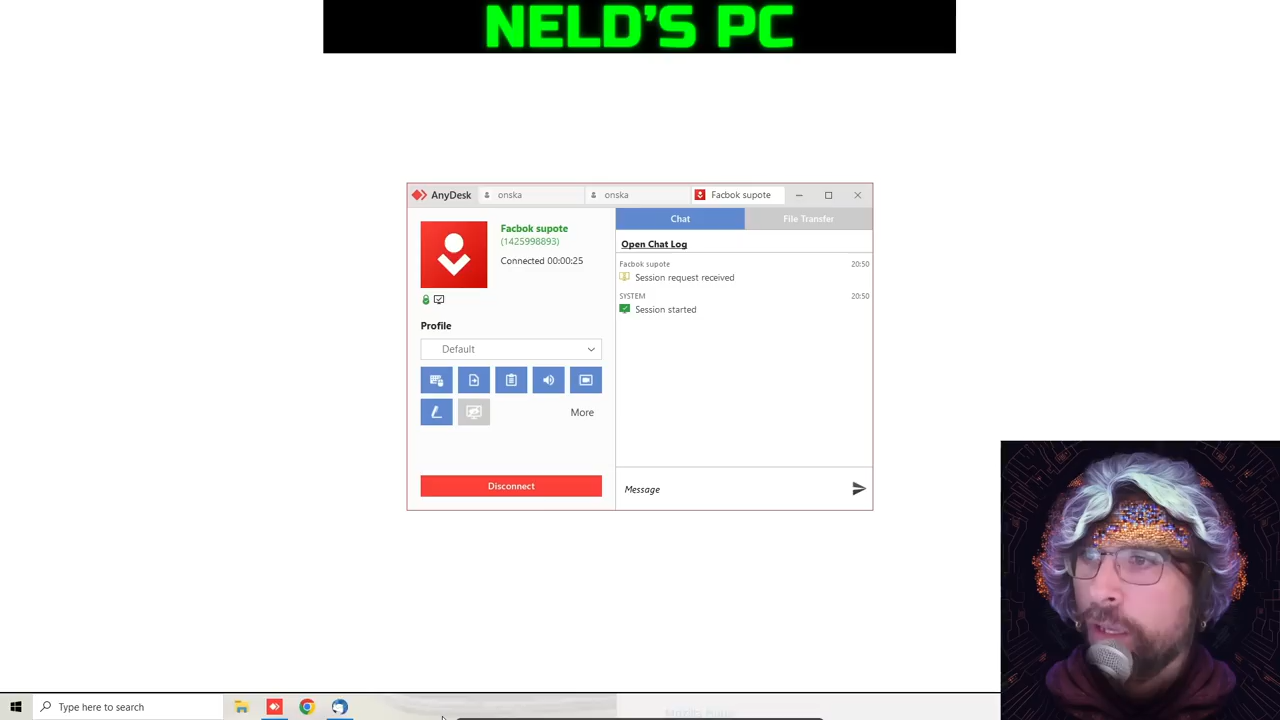 NELD'S PC
AnyDesk
onska
onska
Facbok supote
Facbok supote
(1425998893)
Connected 00:00:25
Profile
Default
More
Disconnect
Chat
File Transfer
Open Chat Log
Facbok supote 20:50
Session request received
SYSTEM 20:50
Session started
Message
Type here to search